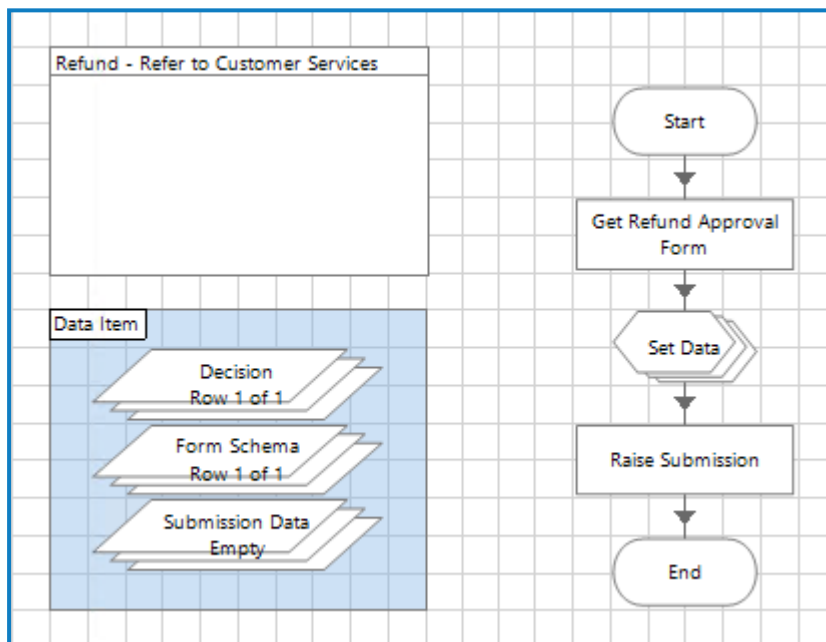 Refund - Refer to Customer Services
Data Item
Decision
Row 1 of 1
Form Schema
Row 1 of 1
Submission Data
Empty
Start
Get Refund Approval
Form
Set Data
Raise Submission
End